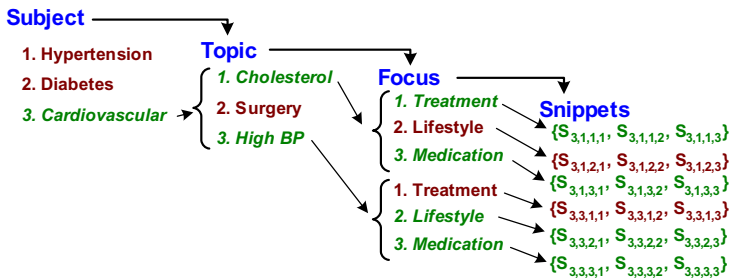 Subject
1. Hypertension
2. Diabetes
3. Cardiovascular
Topic
1. Cholesterol
2. Surgery
3. High BP
Focus
1. Treatment
2. Lifestyle
3. Medication
1. Treatment
2. Lifestyle
3. Medication
Snippets
{S3,1,1,1, S3,1,1,2, S3,1,1,3}
{S3,1,2,1, S3,1,2,2, S3,1,2,3}
{S3,1,3,1, S3,1,3,2, S3,1,3,3}
{S3,3,1,1, S3,3,1,2, S3,3,1,3}
{S3,3,2,1, S3,3,2,2, S3,3,2,3}
{S3,3,3,1, S3,3,3,2, S3,3,3,3}